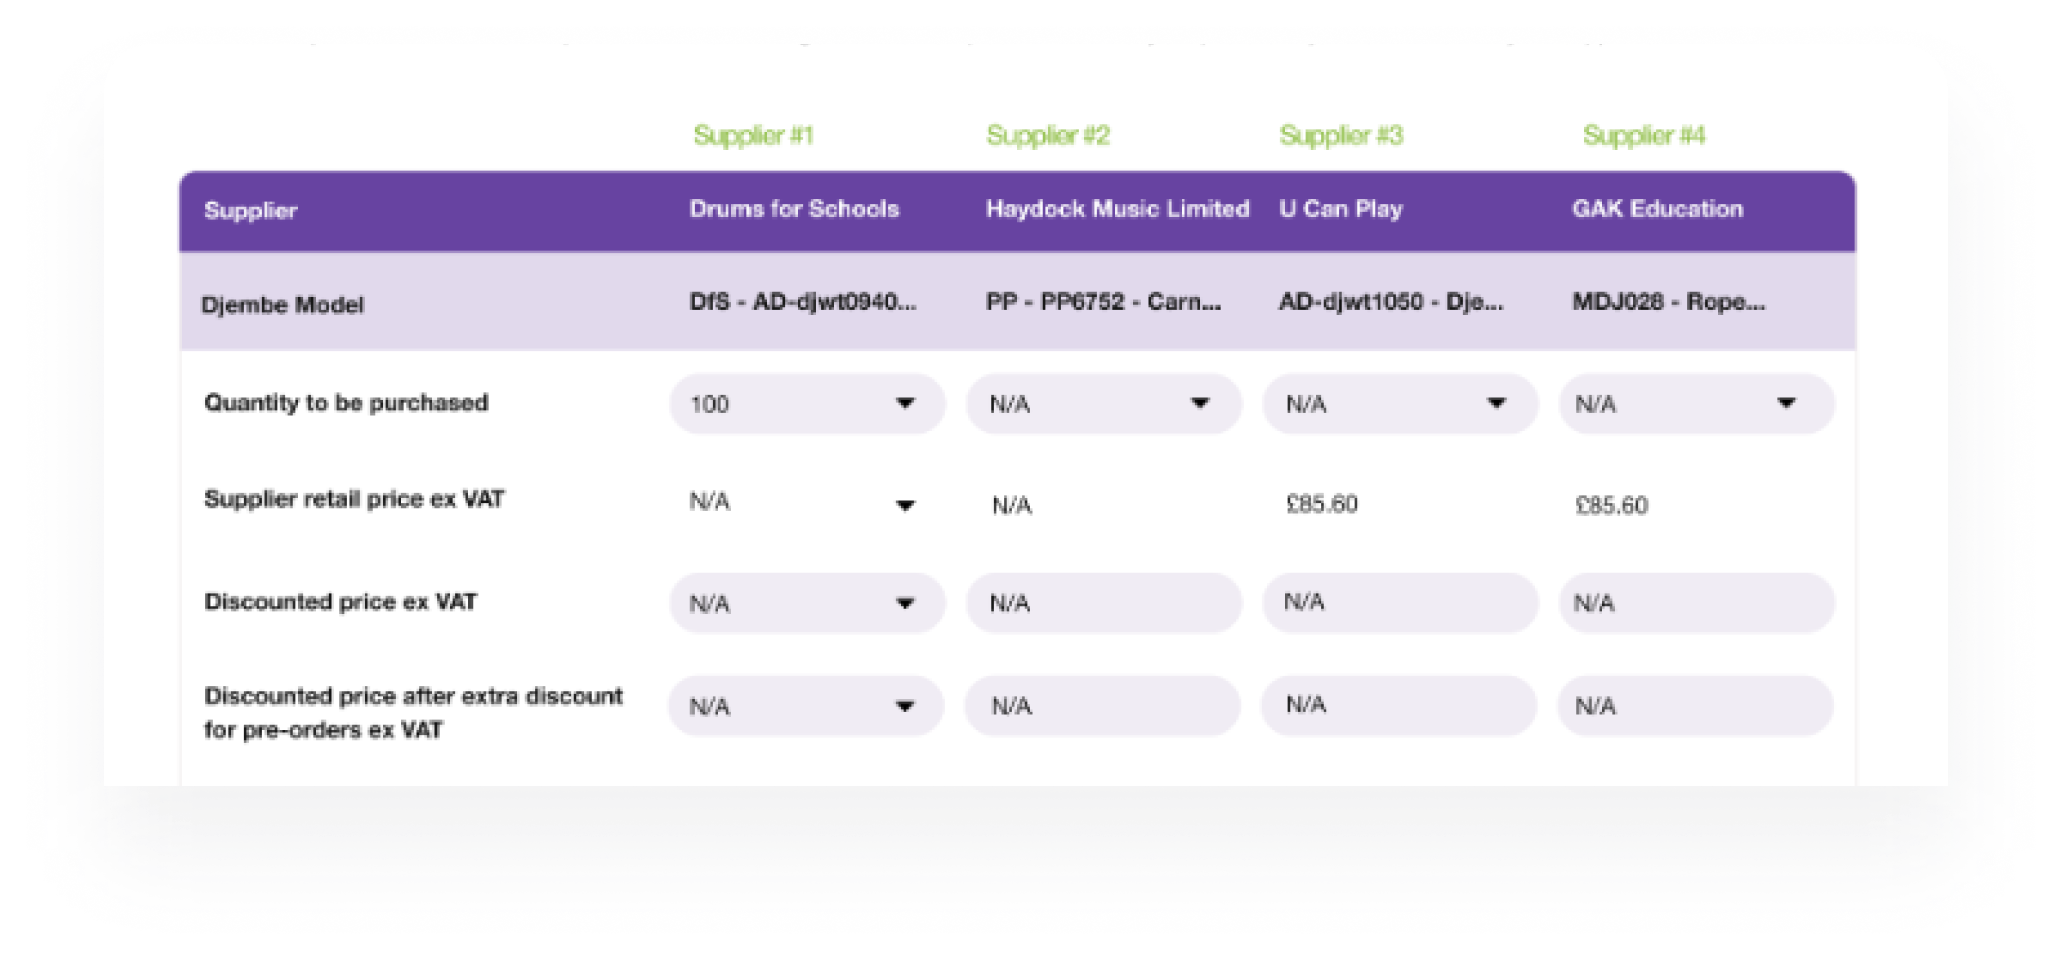 Supplier #1 Supplier #2 Supplier #3 Supplier #4
Supplier Drums for Schools Haydock Music Limited U Can Play GAK Education
Djembe Model DfS - AD-djwt0940... PP - PP6752 - Carn... AD-djwt1050 - Dje... MDJ028 - Rope...
Quantity to be purchased 100 N/A N/A N/A
Supplier retail price ex VAT N/A N/A £85.60 £85.60
Discounted price ex VAT N/A N/A N/A N/A
Discounted price after extra discount
for pre-orders ex VAT N/A N/A N/A N/A